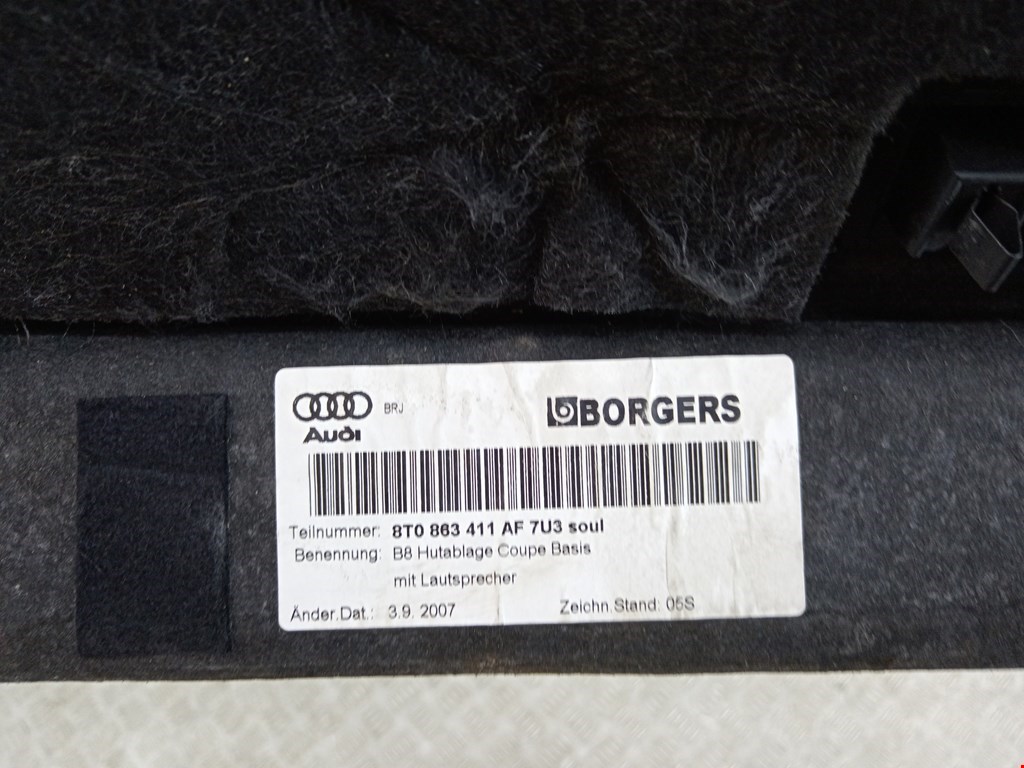 BRJ
Audi
BORGERS
Teilnummer: 8T0 863 411 AF 7U3 soul
Benennung: B8 Hutablage Coupe Basis
mit Lautsprecher
Änder.Dat.: 3.9. 2007 Zeichn.Stand: 05S